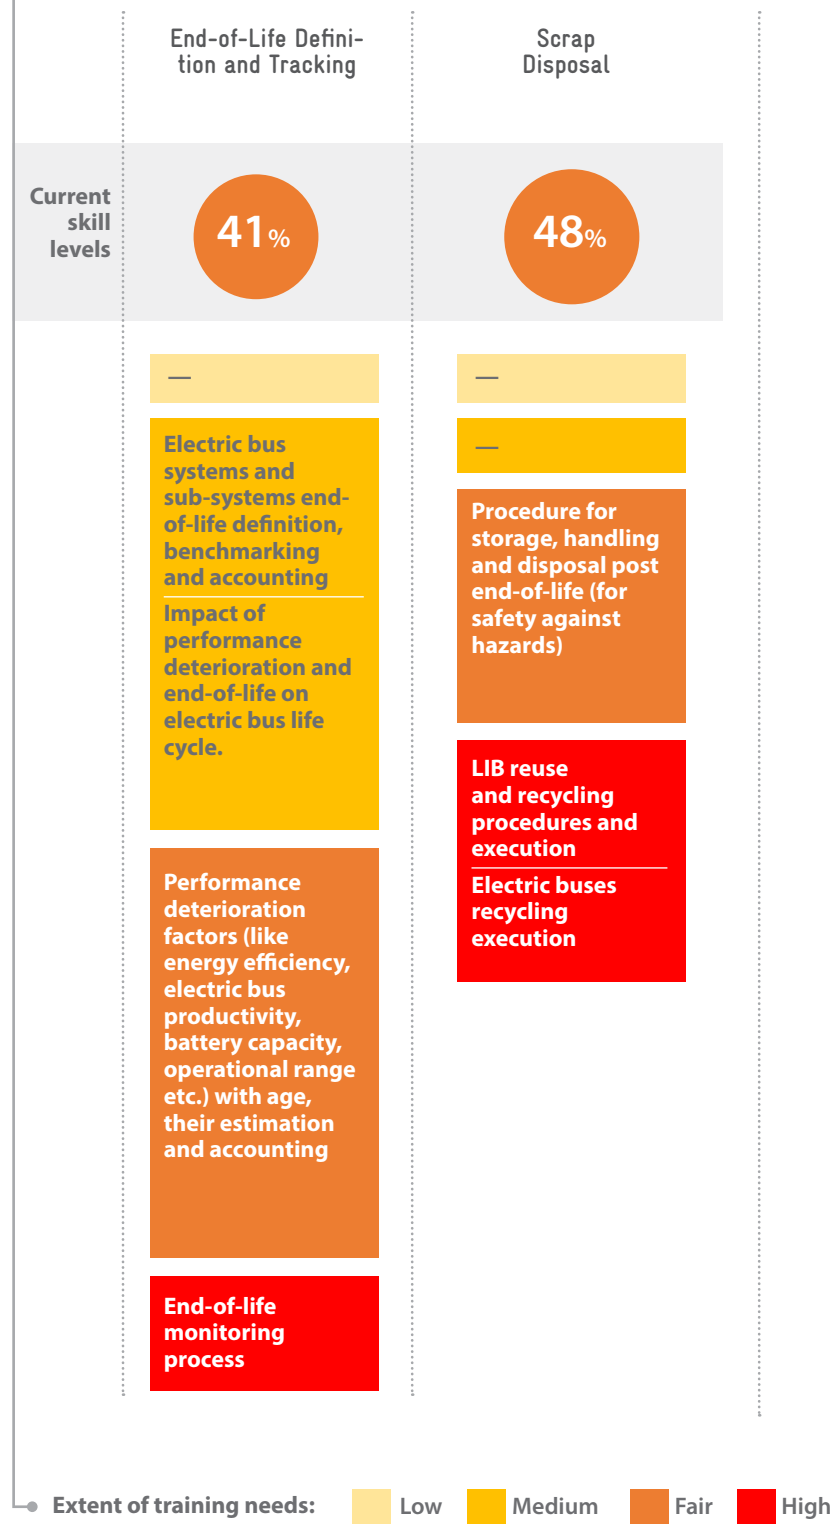 End-of-Life Defini-
tion and Tracking
Scrap
Disposal
Current
skill
levels
41%
48%
—
Electric bus
systems and
sub-systems end-
of-life definition,
benchmarking
and accounting
Impact of
performance
deterioration and
end-of-life on
electric bus life
cycle.
Performance
deterioration
factors (like
energy efficiency,
electric bus
productivity,
battery capacity,
operational range
etc.) with age,
their estimation
and accounting
End-of-life
monitoring
process
—
—
Procedure for
storage, handling
and disposal post
end-of-life (for
safety against
hazards)
LIB reuse
and recycling
procedures and
execution
Electric buses
recycling
execution
Extent of training needs:
Low
Medium
Fair
High